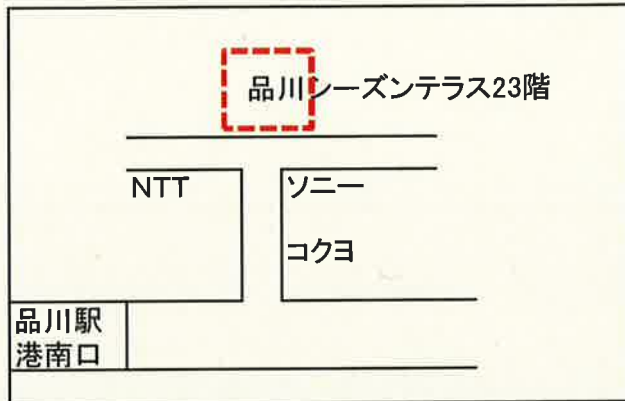 品川シーズンテラス23階
NTT
ソニー
コクヨ
品川駅
港南口